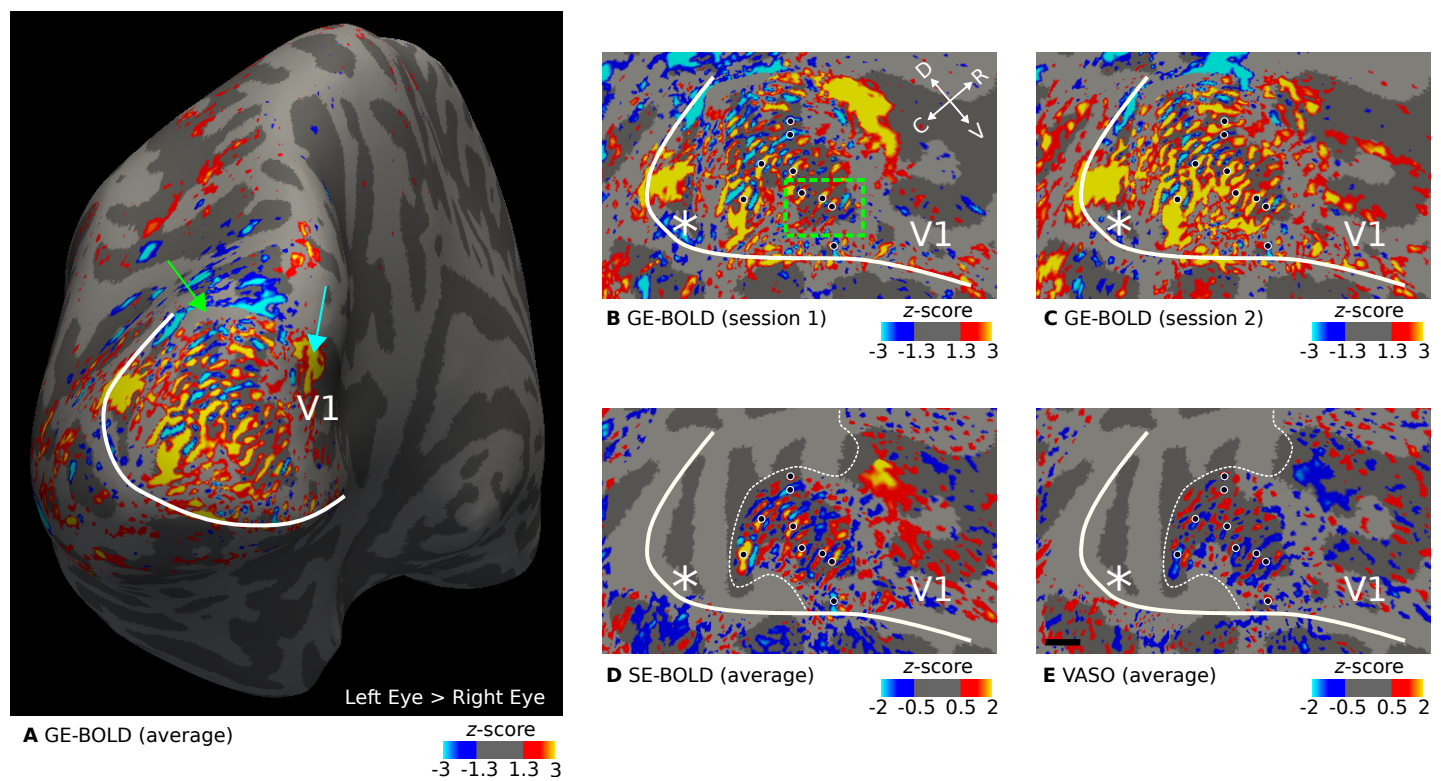 V1
Left Eye > Right Eye
A GE-BOLD (average)
z-score
-3 -1.3 1.3 3
D R
C V
*
V1
B GE-BOLD (session 1)
z-score
-3 -1.3 1.3 3
*
V1
C GE-BOLD (session 2)
z-score
-3 -1.3 1.3 3
*
V1
D SE-BOLD (average)
z-score
-2 -0.5 0.5 2
*
V1
E VASO (average)
z-score
-2 -0.5 0.5 2